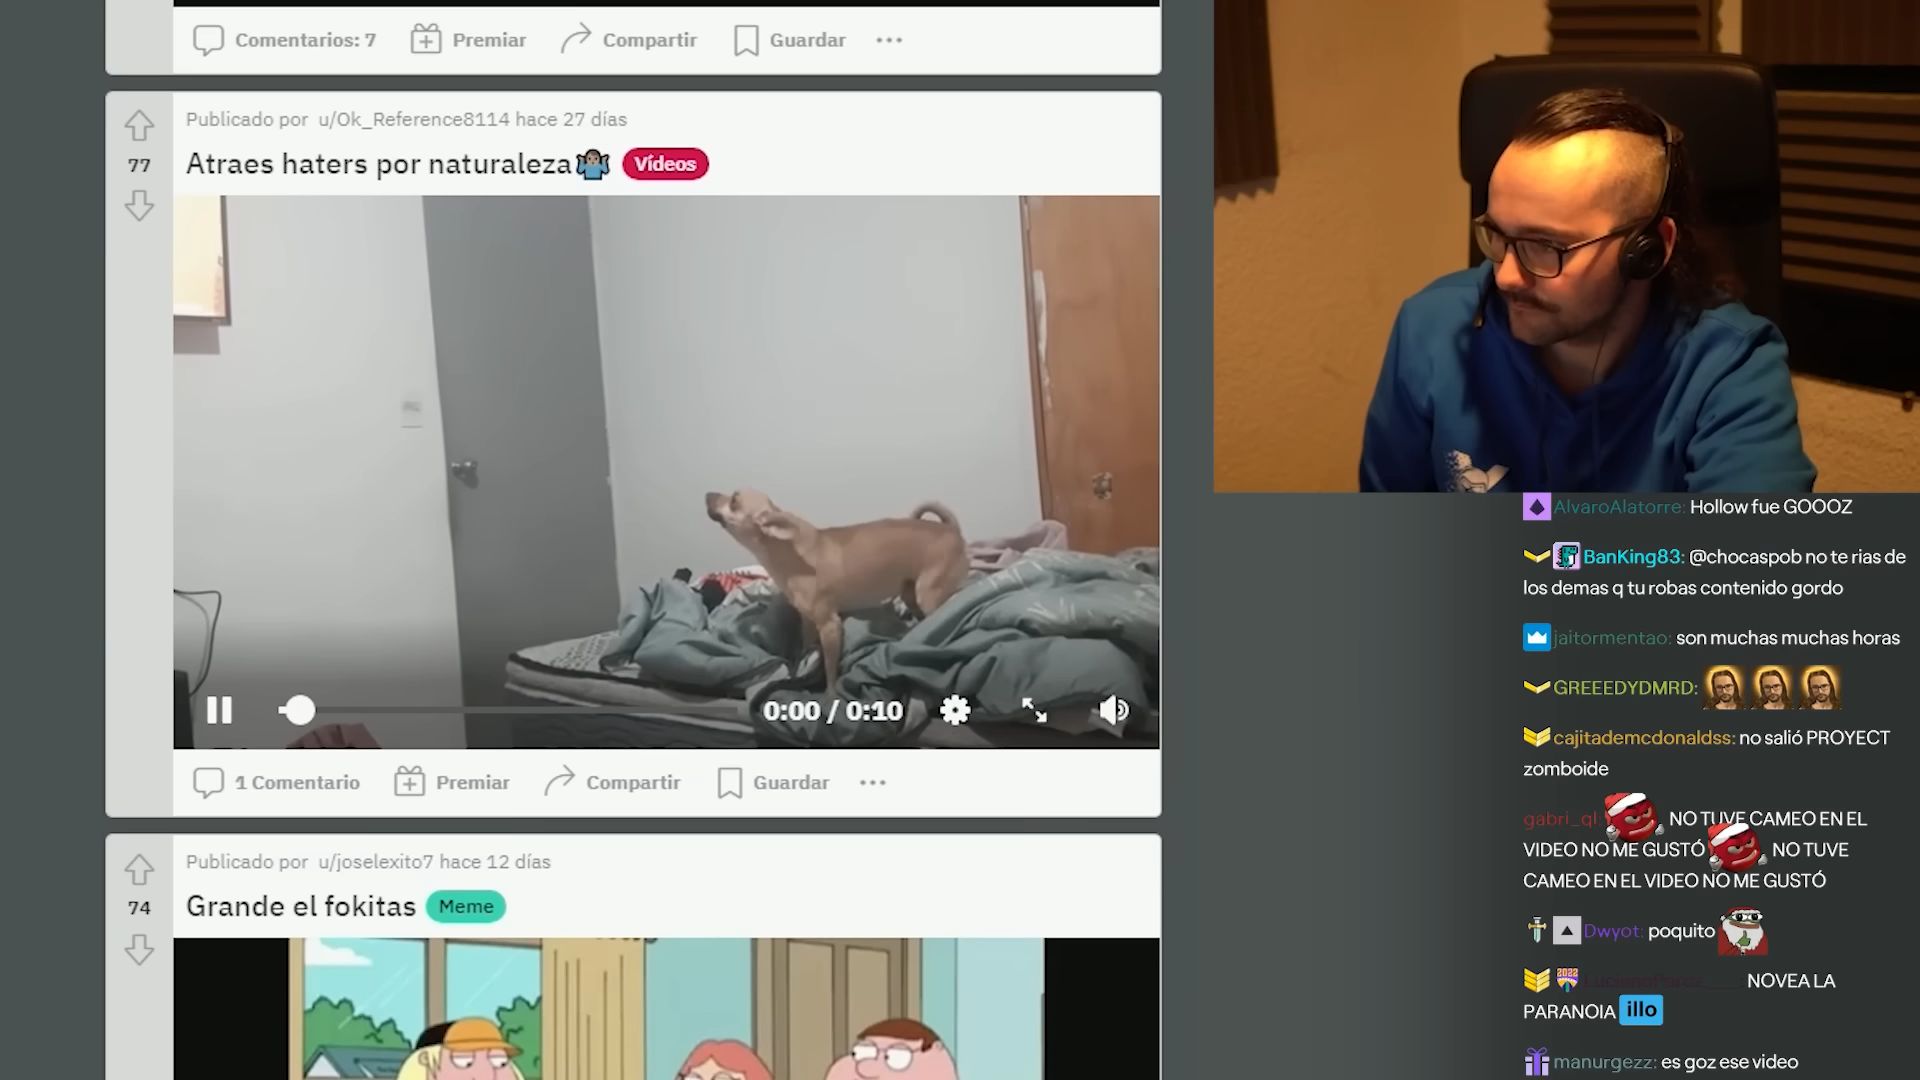 Comentarios: 7
Premiar
Compartir
Guardar
Publicado por u/Ok_Reference8114 hace 27 días
77
Atraes haters por naturaleza
Vídeos
0:00 / 0:10
1 Comentario
Premiar
Compartir
Guardar
Publicado por u/joselexito7 hace 12 días
74
Grande el fokitas
Meme
AlvaroAlatorre: Hollow fue GOOOZ
BanKing83: @chocaspob no te rias de
los demas q tu robas contenido gordo
jaitormentao: son muchas muchas horas
GREEEDYDMRD:
cajitademcdonaldss: no salió PROYECT
zomboide
gabri_ql NO TUVE CAMEO EN EL
VIDEO NO ME GUSTÓ NO TUVE
CAMEO EN EL VIDEO NO ME GUSTÓ
Dwyot: poquito
2022 NOVEA LA
PARANOIA illo
manurgezz: es goz ese video